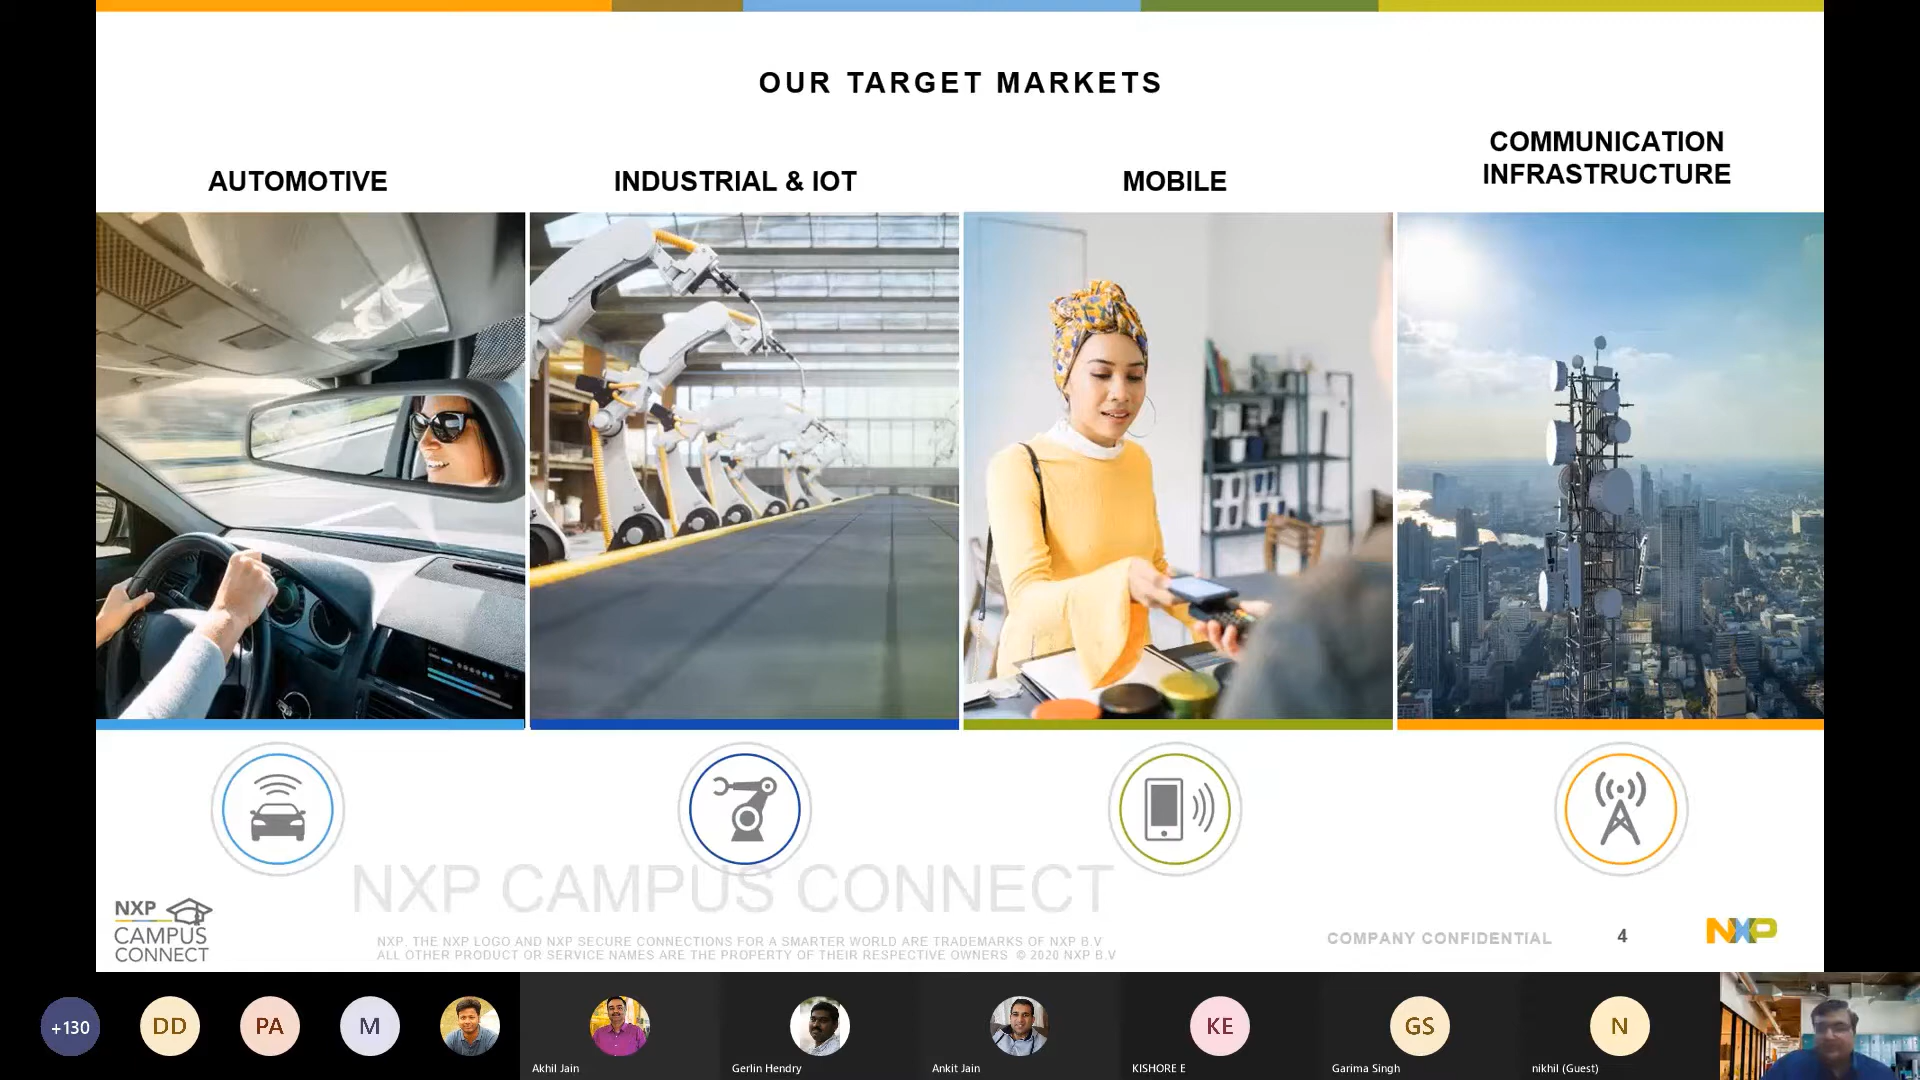 OUR TARGET MARKETS
AUTOMOTIVE
INDUSTRIAL & IOT
MOBILE
COMMUNICATION
INFRASTRUCTURE
NXP CAMPUS CONNECT
NXP
CAMPUS
CONNECT
NXP, THE NXP LOGO AND NXP SECURE CONNECTIONS FOR A SMARTER WORLD ARE TRADEMARKS OF NXP B.V
ALL OTHER PRODUCT OR SERVICE NAMES ARE THE PROPERTY OF THEIR RESPECTIVE OWNERS © 2020 NXP B.V
COMPANY CONFIDENTIAL
4
NXP
+130
DD
PA
M
Akhil Jain
Gerlin Hendry
Ankit Jain
KE
KISHORE E
GS
Garima Singh
N
nikhil (Guest)